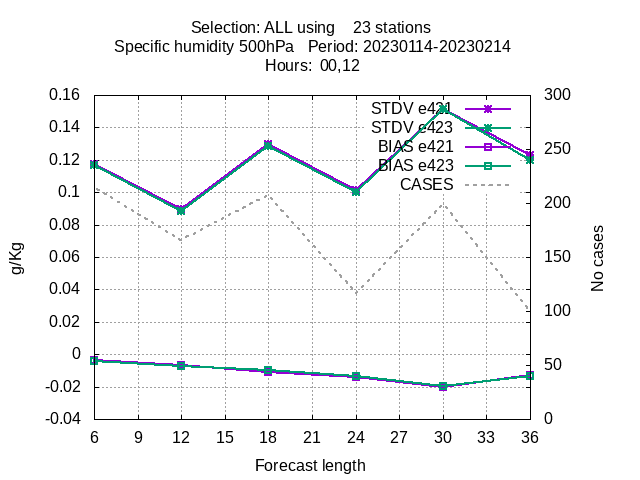 Selection: ALL using 23 stations
Specific humidity 500hPa Period: 20230114-20230214
Hours: 00,12
0.16
0.14
0.12
0.1
0.08
0.06
0.04
0.02
0
-0.02
-0.04
g/Kg
STDV e421
STDV e423
BIAS e421
BIAS e423
CASES
300
250
200
150
100
50
0
No cases
6 9 12 15 18 21 24 27 30 33 36
Forecast length